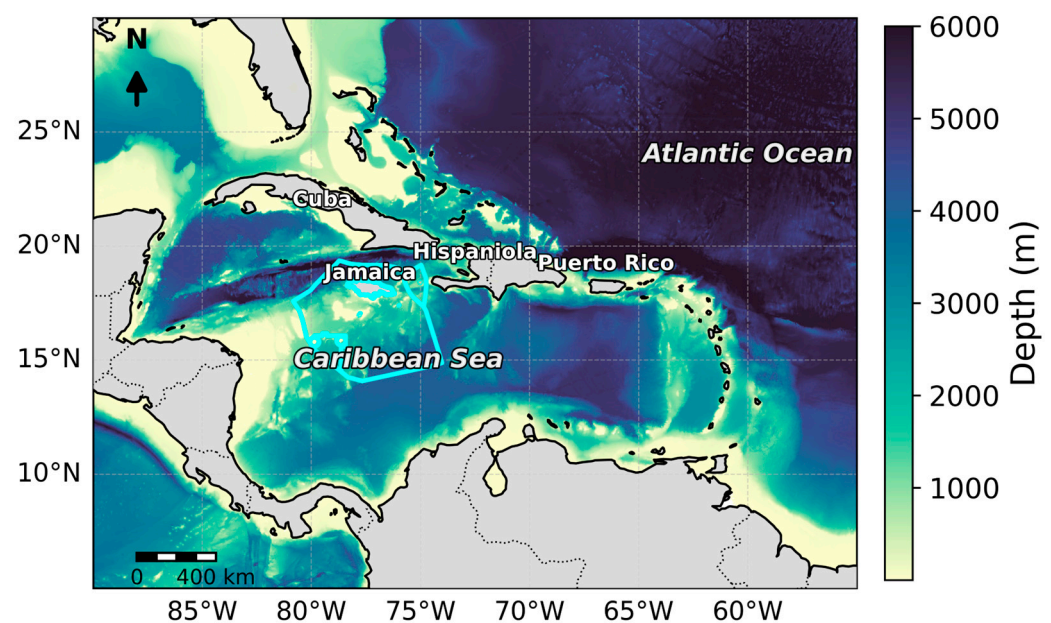 N
25°N
20°N
15°N
10°N
85°W
80°W
75°W
70°W
65°W
60°W
Atlantic Ocean
Cuba
Hispaniola
Puerto Rico
Jamaica
Caribbean Sea
0 400 km
6000
5000
4000
3000
2000
1000
Depth (m)